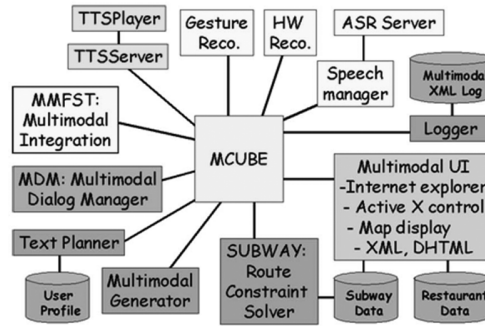 TTSPlayer
TTSServer
Gesture
Reco.
HW
Reco.
ASR Server
Speech
manager
Multimodal
XML Log
Logger
MMFST:
Multimodal
Integration
MCUBE
MDM: Multimodal
Dialog Manager
Multimodal UI
-Internet explorer
- Active X control
- Map display
- XML, DHTML
Text Planner
User
Profile
Multimodal
Generator
SUBWAY:
Route
Constraint
Solver
Subway
Data
Restaurant
Data